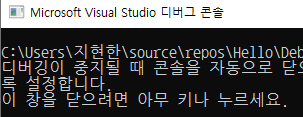 Microsoft Visual Studio 디버그 콘솔
C:\Users\지현한\source\repos\Hello\Deb
디버깅이 중지될 때 콘솔을 자동으로 닫으
록 설정합니다.
이 창을 닫으려면 아무 키나 누르세요.